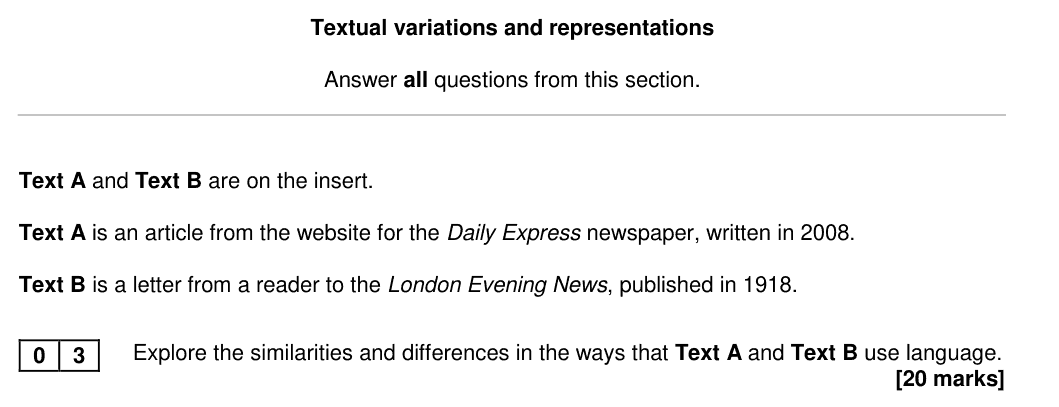 Textual variations and representations
Answer all questions from this section.
Text A and Text B are on the insert.
Text A is an article from the website for the Daily Express newspaper, written in 2008.
Text B is a letter from a reader to the London Evening News, published in 1918.
0 3 Explore the similarities and differences in the ways that Text A and Text B use language.
[20 marks]